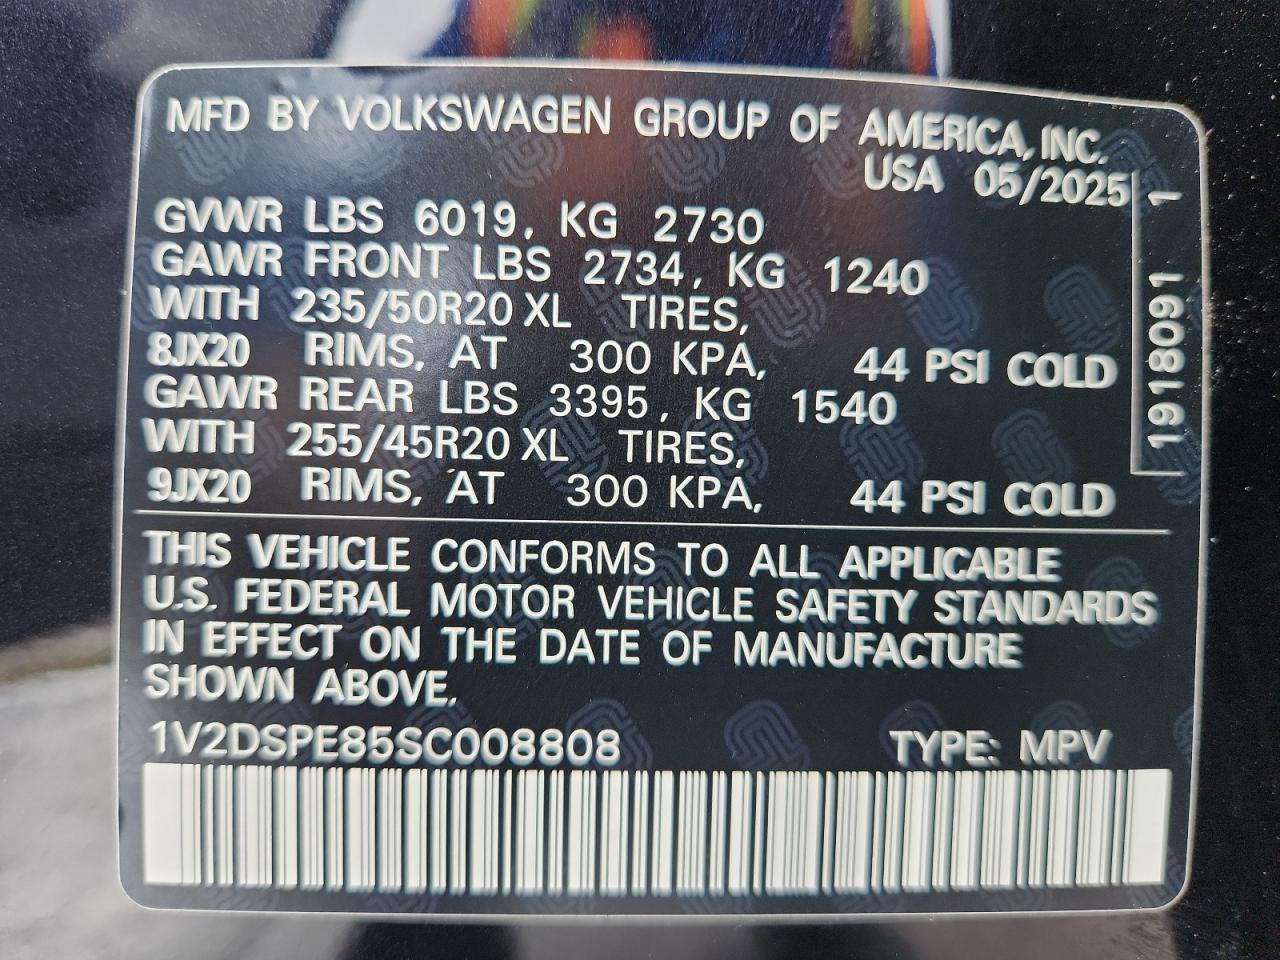 MFD BY VOLKSWAGEN GROUP OF AMERICA, INC.
USA 05/2025
GVWR LBS 6019, KG 2730
GAWR FRONT LBS 2734, KG 1240
WITH 235/50R20 XL TIRES,
8JX20 RIMS, AT 300 KPA, 44 PSI COLD
GAWR REAR LBS 3395, KG 1540
WITH 255/45R20 XL TIRES,
9JX20 RIMS, AT 300 KPA, 44 PSI COLD
1918091 1
THIS VEHICLE CONFORMS TO ALL APPLICABLE
U.S. FEDERAL MOTOR VEHICLE SAFETY STANDARDS
IN EFFECT ON THE DATE OF MANUFACTURE
SHOWN ABOVE.
1V2DSPE85SC008808 TYPE: MPV